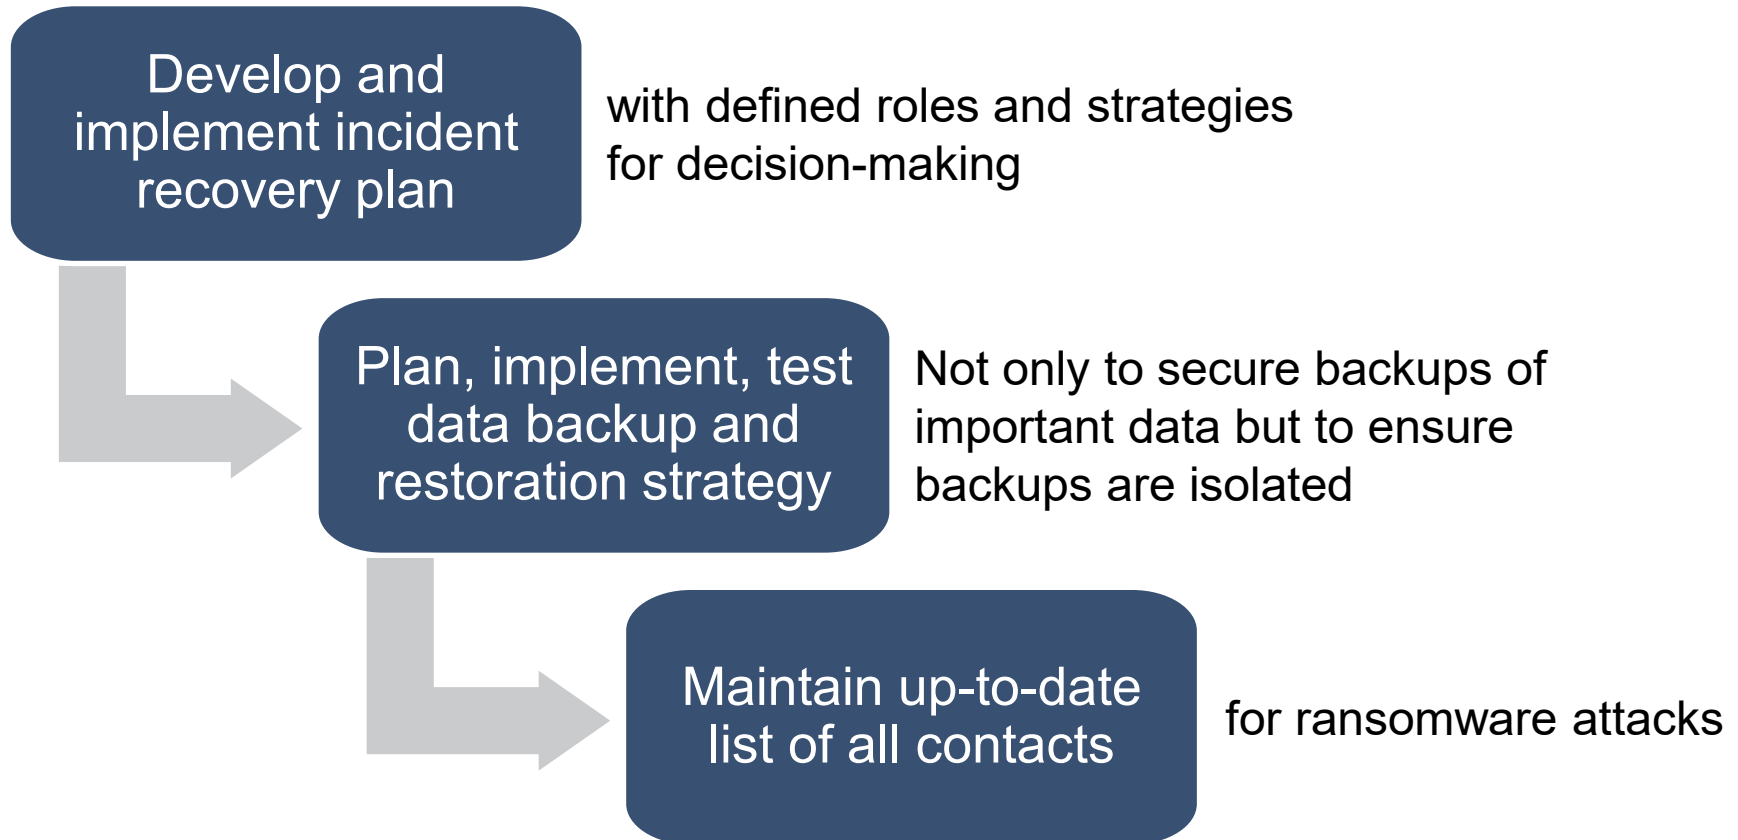 Develop and
implement incident
recovery plan
with defined roles and strategies
for decision-making
Plan, implement, test
data backup and
restoration strategy
Not only to secure backups of
important data but to ensure
backups are isolated
Maintain up-to-date
list of all contacts
for ransomware attacks